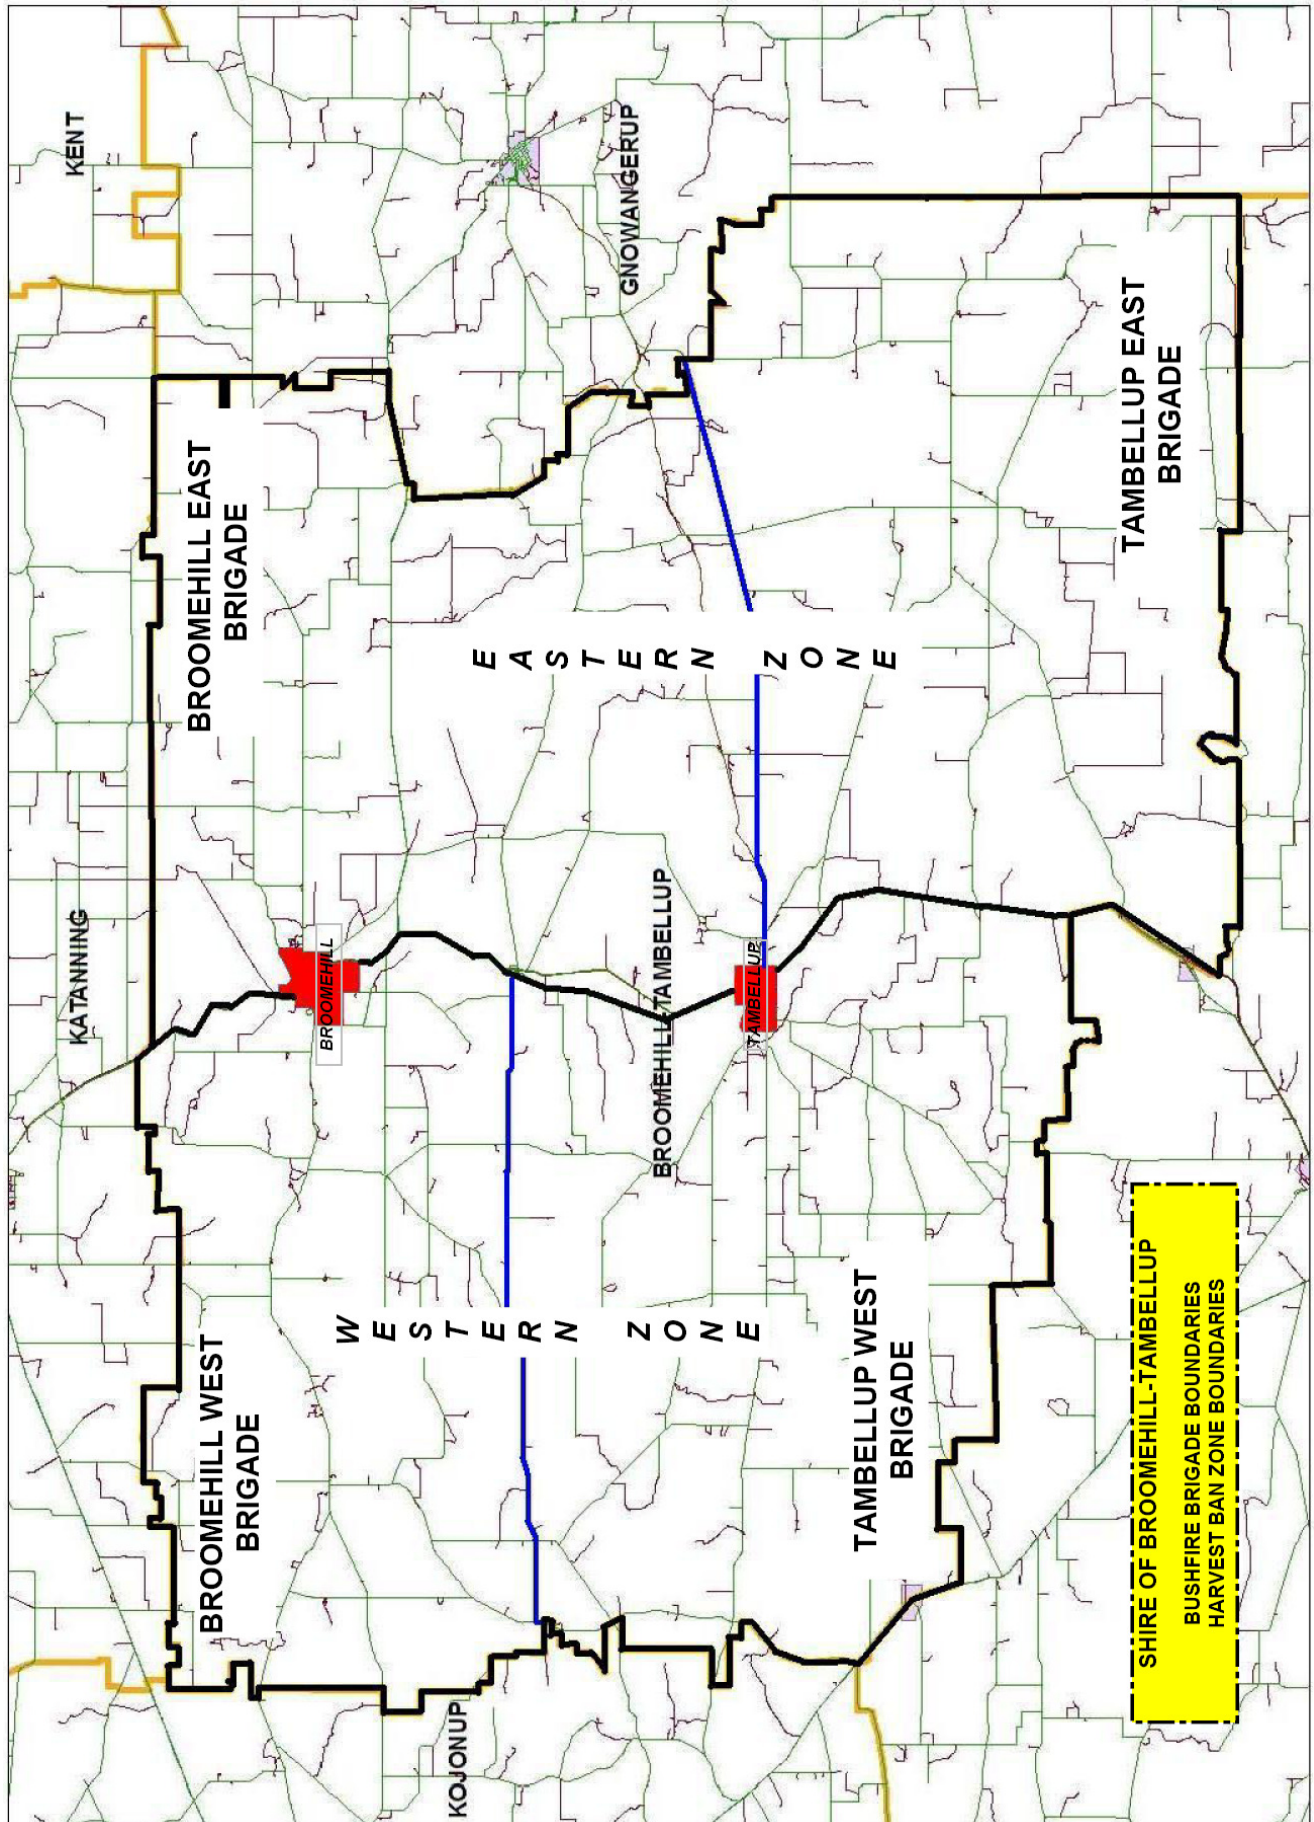 KENT
KATANNING
GNOWANGERUP
KOJONUP
BROOMEHILL WEST
BRIGADE
BROOMEHILL EAST
BRIGADE
BROOMEHILL
WESTERN ZONE
EASTERN ZONE
BROOMEHILL-TAMBELLUP
TAMBELLUP
TAMBELLUP WEST
BRIGADE
TAMBELLUP EAST
BRIGADE
SHIRE OF BROOMEHILL-TAMBELLUP
BUSHFIRE BRIGADE BOUNDARIES
HARVEST BAN ZONE BOUNDARIES